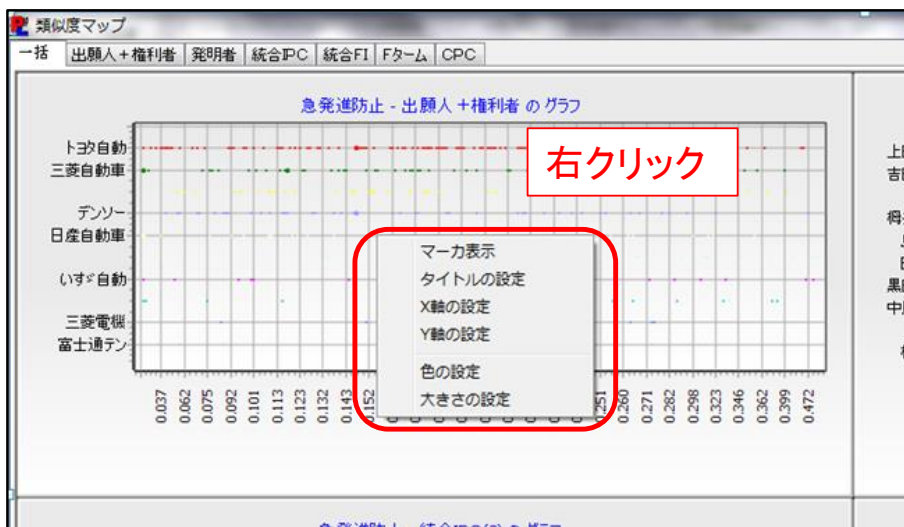 類似度マップ
一括 出願人+権利者 発明者 統合IPC 統合FI Fターム CPC
急発進防止 - 出願人 +権利者 の グラフ
右クリック
トヨタ自動
三菱自動車
デンソー
日産自動車
いすゞ自動
三菱電機
富士通テン
マーカ表示
タイトルの設定
X軸の設定
Y軸の設定
色の設定
大きさの設定
0.037 0.062 0.075 0.092 0.101 0.113 0.123 0.132 0.143 0.152 0.251 0.260 0.271 0.282 0.298 0.323 0.346 0.362 0.399 0.472